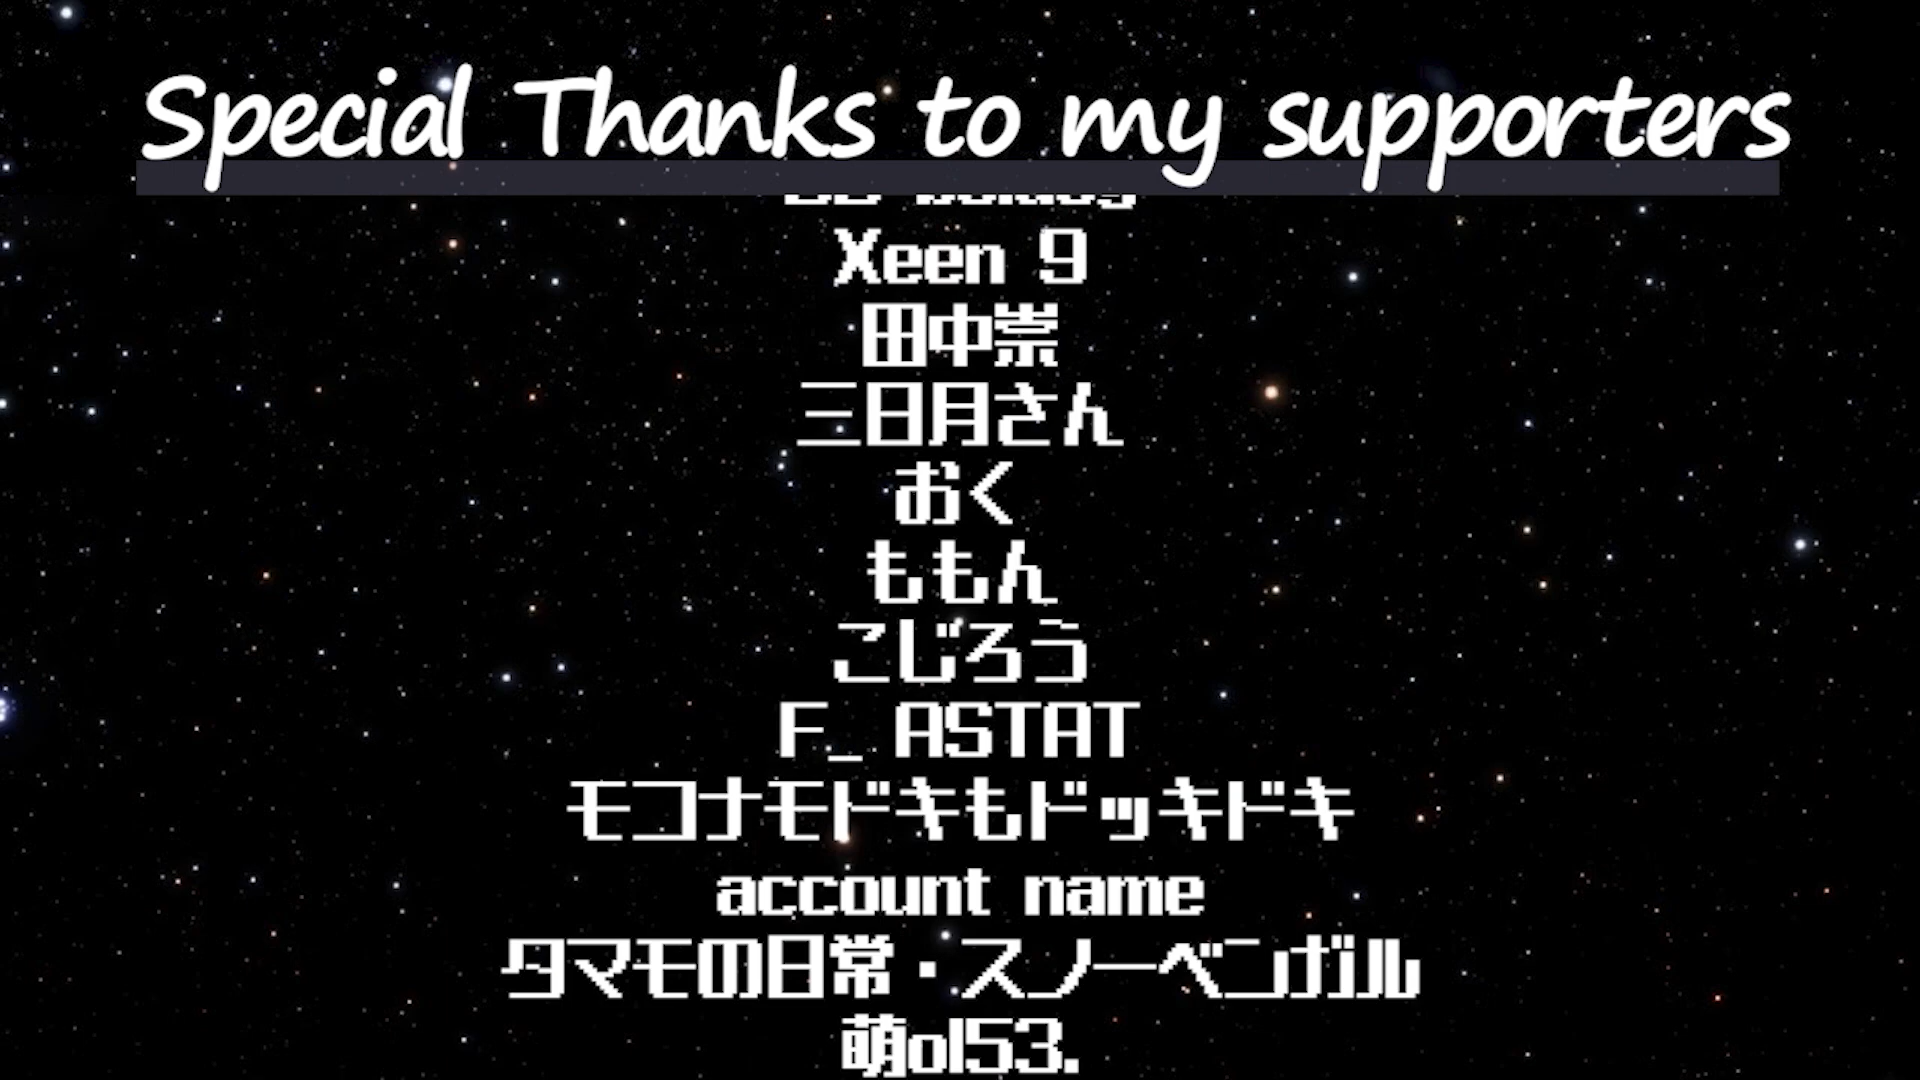 Special Thanks to my supporters
Xeen 9
田中崇
三日月さん
おく
ももん
こじろう
F_ ASTAT
モコナモドキもドッキドキ
account name
タマモの日常・スノーベンガル
萌ol53.